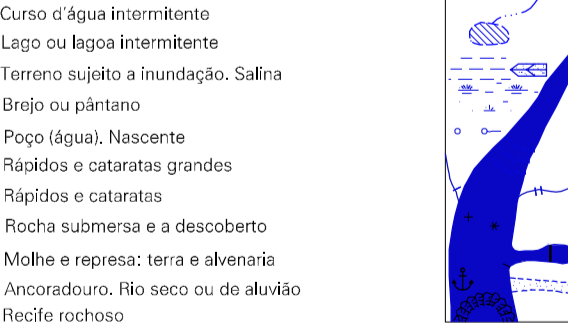 Curso d'água intermitente
Lago ou lagoa intermitente
Terreno sujeito a inundação. Salina
Brejo ou pântano
Poço (água). Nascente
Rápidos e cataratas grandes
Rápidos e cataratas
Rocha submersa e a descoberto
Molhe e represa: terra e alvenaria
Ancoradouro. Rio seco ou de aluvião
Recife rochoso